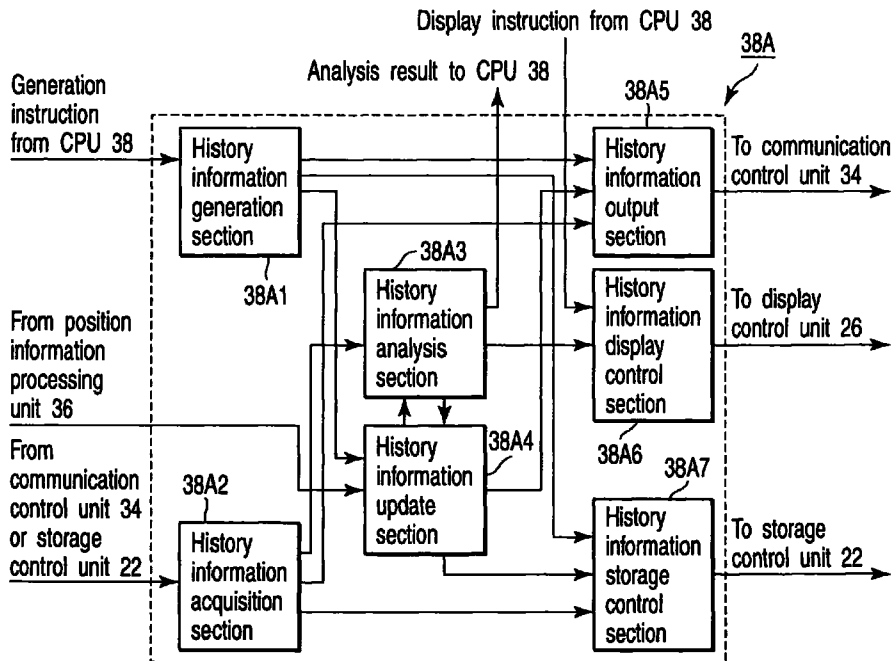 Display instruction from CPU 38
38A
Analysis result to CPU 38
Generation
instruction
from CPU 38
38A5
History
information
generation
section
38A1
History
information
output
section
To communication
control unit 34
38A3
History
information
analysis
section
From position
information
processing
unit 36
History
information
display
control
section
38A6
To display
control unit 26
From
communication
control unit 34
or storage
control unit 22
38A2
History
information
acquisition
section
History
information
update
section
38A4
38A7
History
information
storage
control
section
To storage
control unit 22